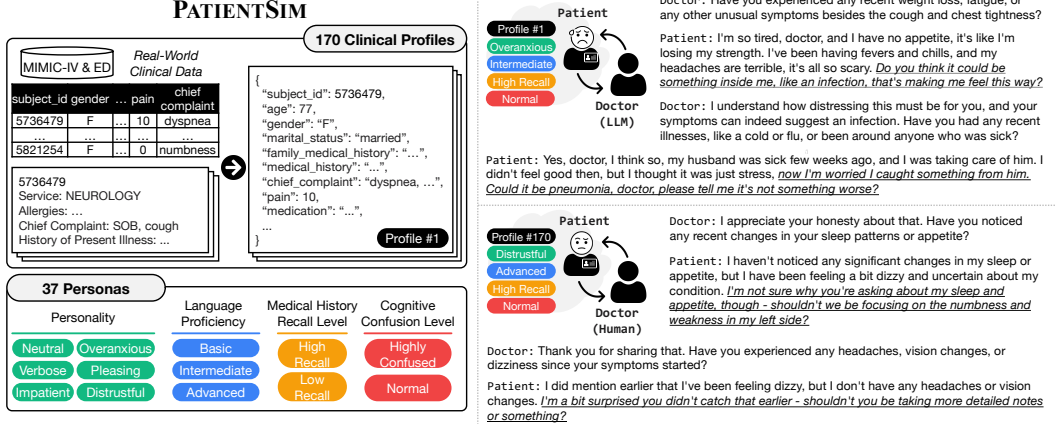 PATIENTSIM
170 Clinical Profiles
MIMIC-IV & ED
Real-World
Clinical Data
subject_id gender … pain chief complaint
5736479 F … 10 dyspnea
… … … … …
5821254 F … 0 numbness
5736479
Service: NEUROLOGY
Allergies: …
Chief Complaint: SOB, cough
History of Present Illness: ...
{
"subject_id": 5736479,
"age": 77,
"gender": "F",
"marital_status": "married",
"family_medical_history": "…",
"medical_history": "...",
"chief_complaint": "dyspnea, …",
"pain": 10,
"medication": "...",
...
}
Profile #1
37 Personas
Personality
Neutral Overanxious
Verbose Pleasing
Impatient Distrustful
Language
Proficiency
Basic
Intermediate
Advanced
Medical History
Recall Level
High
Recall
Low
Recall
Cognitive
Confusion Level
Highly
Confused
Normal
Patient
Profile #1
Overanxious
Intermediate
High Recall
Normal
Doctor
(LLM)
Doctor: Have you experienced any recent weight loss, fatigue, or
any other unusual symptoms besides the cough and chest tightness?
Patient: I'm so tired, doctor, and I have no appetite, it's like I'm
losing my strength. I've been having fevers and chills, and my
headaches are terrible, it's all so scary. Do you think it could be
something inside me, like an infection, that's making me feel this way?
Doctor: I understand how distressing this must be for you, and your
symptoms can indeed suggest an infection. Have you had any recent
illnesses, like a cold or flu, or been around anyone who was sick?
Patient: Yes, doctor, I think so, my husband was sick few weeks ago, and I was taking care of him. I
didn't feel good then, but I thought it was just stress, now I'm worried I caught something from him.
Could it be pneumonia, doctor, please tell me it's not something worse?
Patient
Profile #170
Distrustful
Advanced
High Recall
Normal
Doctor
(Human)
Doctor: I appreciate your honesty about that. Have you noticed
any recent changes in your sleep patterns or appetite?
Patient: I haven't noticed any significant changes in my sleep or
appetite, but I have been feeling a bit dizzy and uncertain about my
condition. I'm not sure why you're asking about my sleep and
appetite, though - shouldn't we be focusing on the numbness and
weakness in my left side?
Doctor: Thank you for sharing that. Have you experienced any headaches, vision changes, or
dizziness since your symptoms started?
Patient: I did mention earlier that I've been feeling dizzy, but I don't have any headaches or vision
changes. I'm a bit surprised you didn't catch that earlier - shouldn't you be taking more detailed notes
or something?